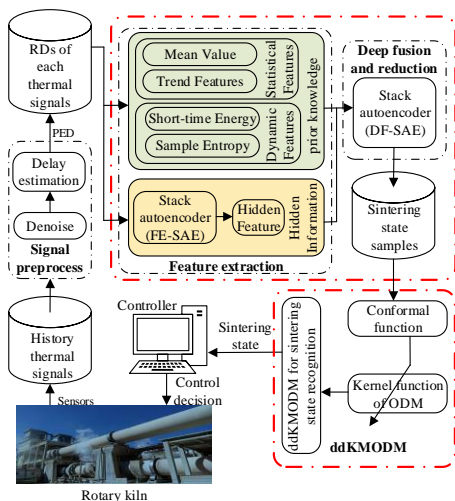 RDs of
each
thermal
signals
PED
Delay
estimation
Denoise
Signal
preprocess
History
thermal
signals
Sensors
Mean Value
Trend Features
Statistical
Features
Short-time Energy
Sample Entropy
Dynamic
Features
prior knowledge
Stack
autoencoder
(FE-SAE)
Hidden
Feature
Hidden
Information
Feature extraction
Deep fusion
and reduction
Stack
autoencoder
(DF-SAE)
Sintering
state
samples
Conformal
function
Kernel function
of ODM
ddKMODM
ddKMODM for sintering
state recognition
Sintering
state
Controller
Control
decision
Rotary kiln